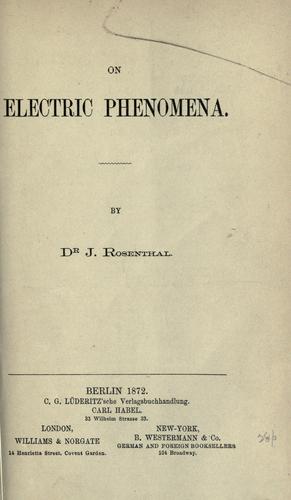 ON
ELECTRIC PHENOMENA.
BY
DR J. ROSENTHAL.
BERLIN 1872.
C. G. LÜDERITZ'sche Verlagsbuchhandlung.
CARL HABEL.
33 Wilhelm Strasse 33.
LONDON,
WILLIAMS & NORGATE
14 Henrietta Street, Covent Garden.
NEW-YORK,
B. WESTERMANN & Co.
GERMAN AND FOREIGN BOOKSELLERS
524 Broadway.